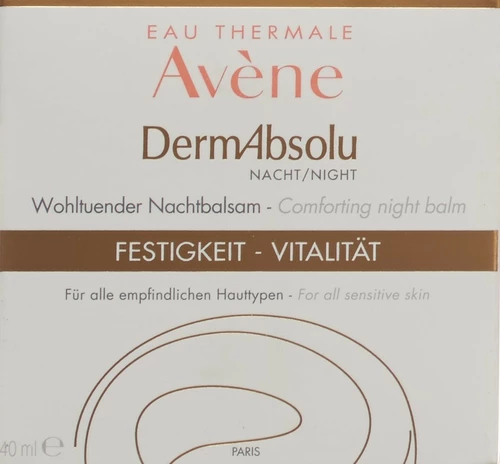 EAU THERMALE
Avène
DermAbsolu
NACHT/NIGHT
Wohltuender Nachtbalsam - Comforting night balm
FESTIGKEIT - VITALITÄT
Für alle empfindlichen Hauttypen - For all sensitive skin
40 ml e
PARIS